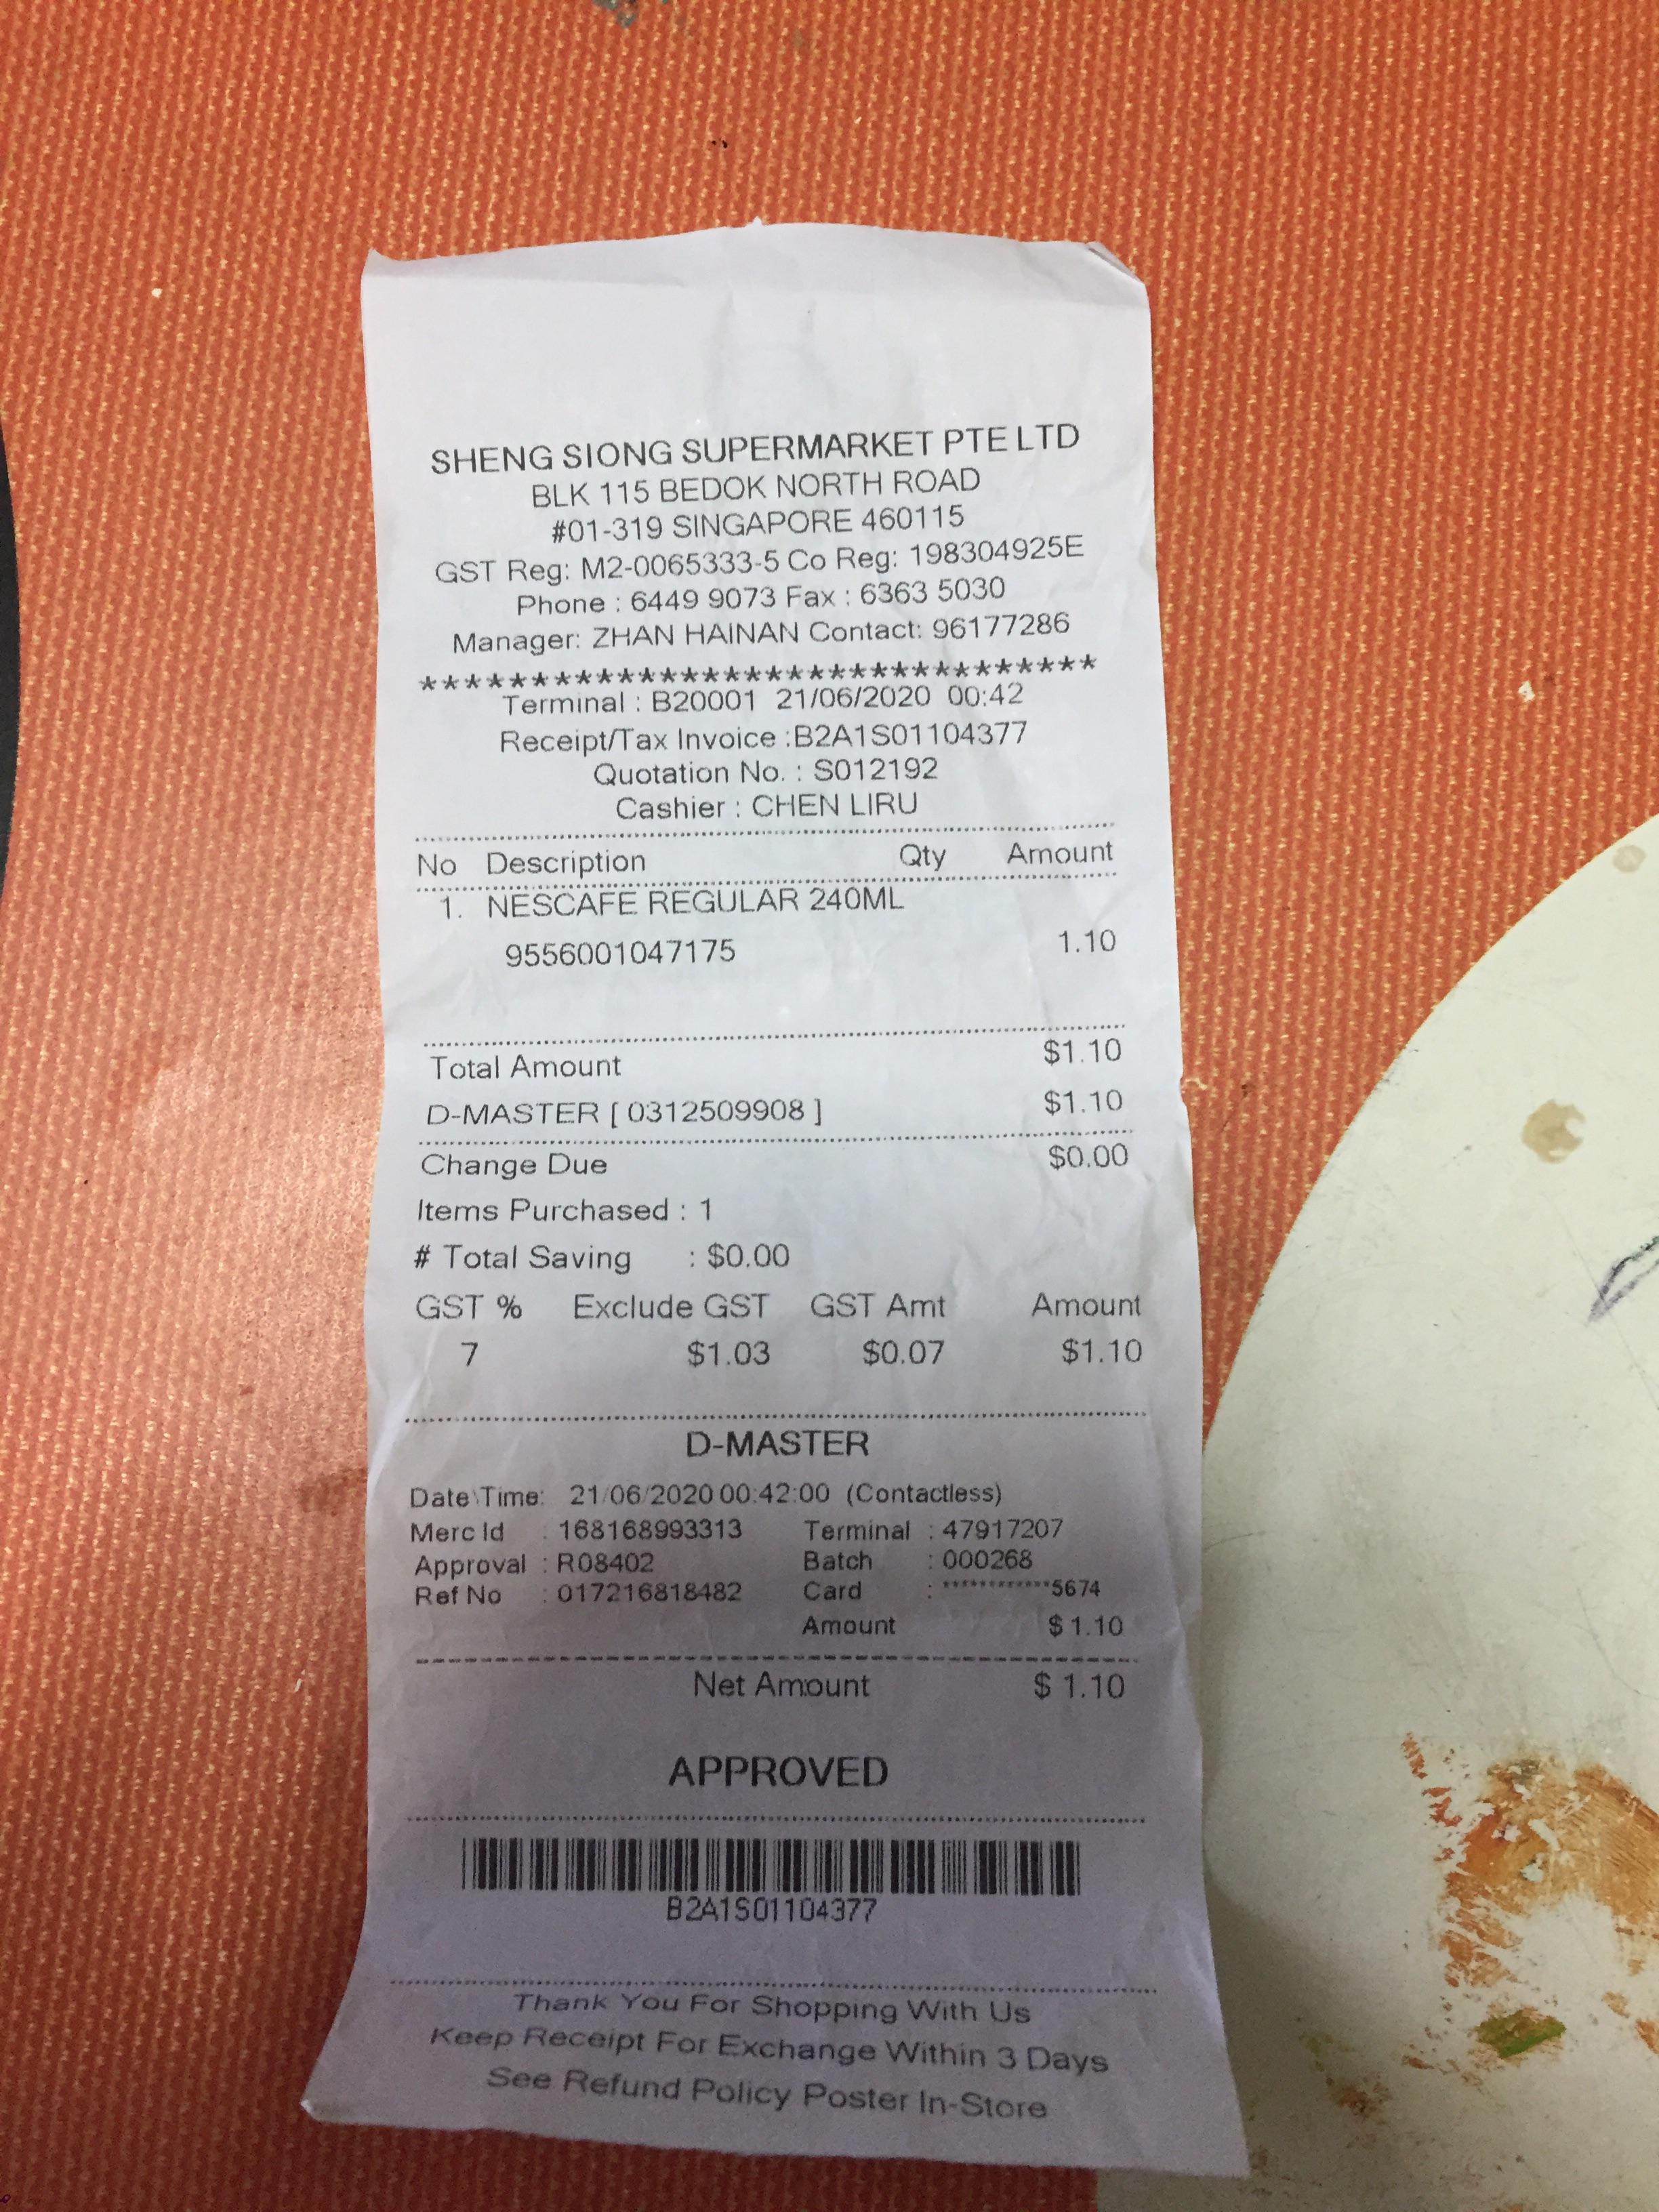 SHENG SIONG SUPERMARKET PTE LTD
BLK 115 BEDOK NORTH ROAD
#01-319 SINGAPORE 460115
GST Reg: M2-0065333-5 Co Reg: 198304925E
Phone : 6449 9073 Fax : 6363 5030
Manager: ZHAN HAINAN Contact: 96177286
*******************************
Terminal : B20001 21/06/2020 00:42
Receipt/Tax Invoice :B2A1S01104377
Quotation No. : S012192
Cashier : CHEN LIRU
No Description Qty Amount
1. NESCAFE REGULAR 240ML
9556001047175 1.10
Total Amount $1.10
D-MASTER [ 0312509908 ] $1.10
Change Due $0.00
Items Purchased : 1
# Total Saving : $0.00
GST % Exclude GST GST Amt Amount
7 $1.03 $0.07 $1.10
D-MASTER
Date\Time: 21/06/2020 00:42:00 (Contactless)
Merc Id : 168168993313 Terminal : 47917207
Approval : R08402 Batch : 000268
Ref No : 017216818482 Card : ************5674
Amount $ 1.10
Net Amount $ 1.10
APPROVED
B2A1S01104377
Thank You For Shopping With Us
Keep Receipt For Exchange Within 3 Days
See Refund Policy Poster In-Store